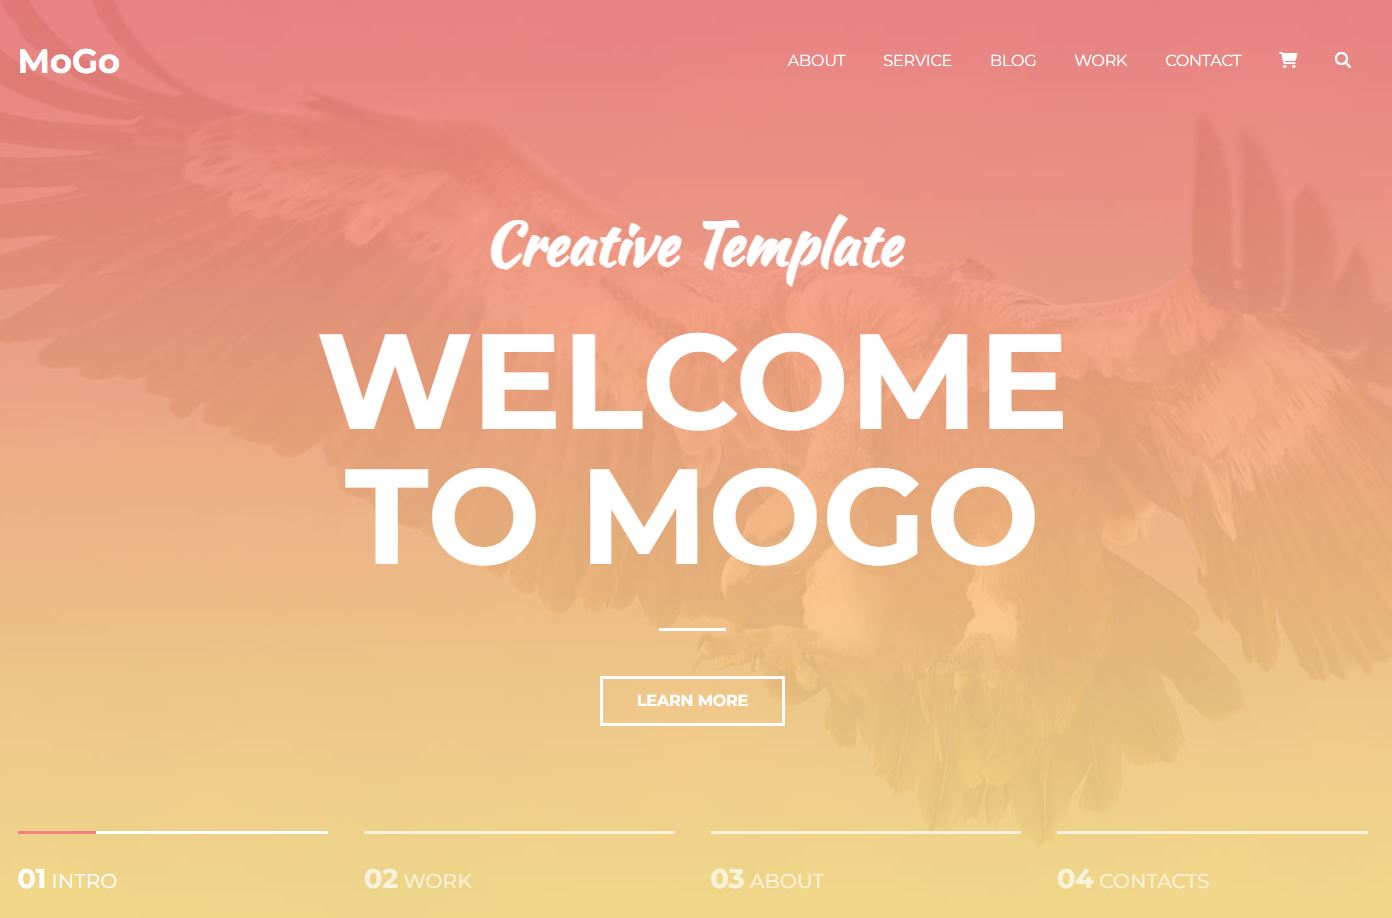 MoGo
ABOUT SERVICE BLOG WORK CONTACT
Creative Template
WELCOME
TO MOGO
LEARN MORE
01 INTRO
02 WORK
03 ABOUT
04 CONTACTS